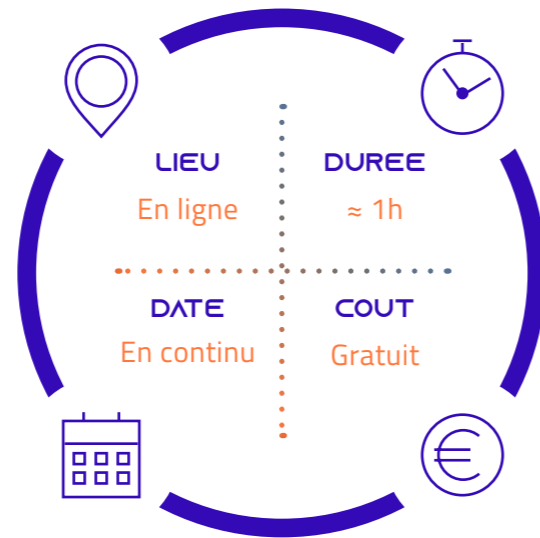 LIEU
En ligne
DUREE
≈ 1h
DATE
En continu
COUT
Gratuit